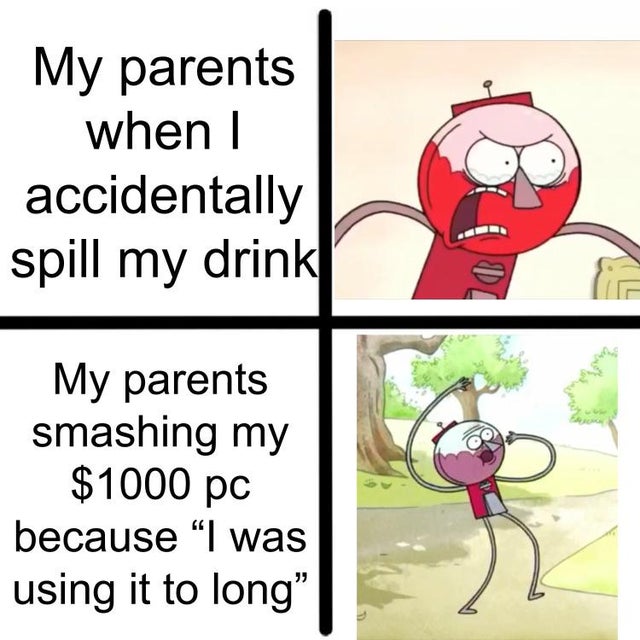 My parents
when I
accidentally
spill my drink
My parents
smashing my
$1000 pc
because “I was
using it to long”